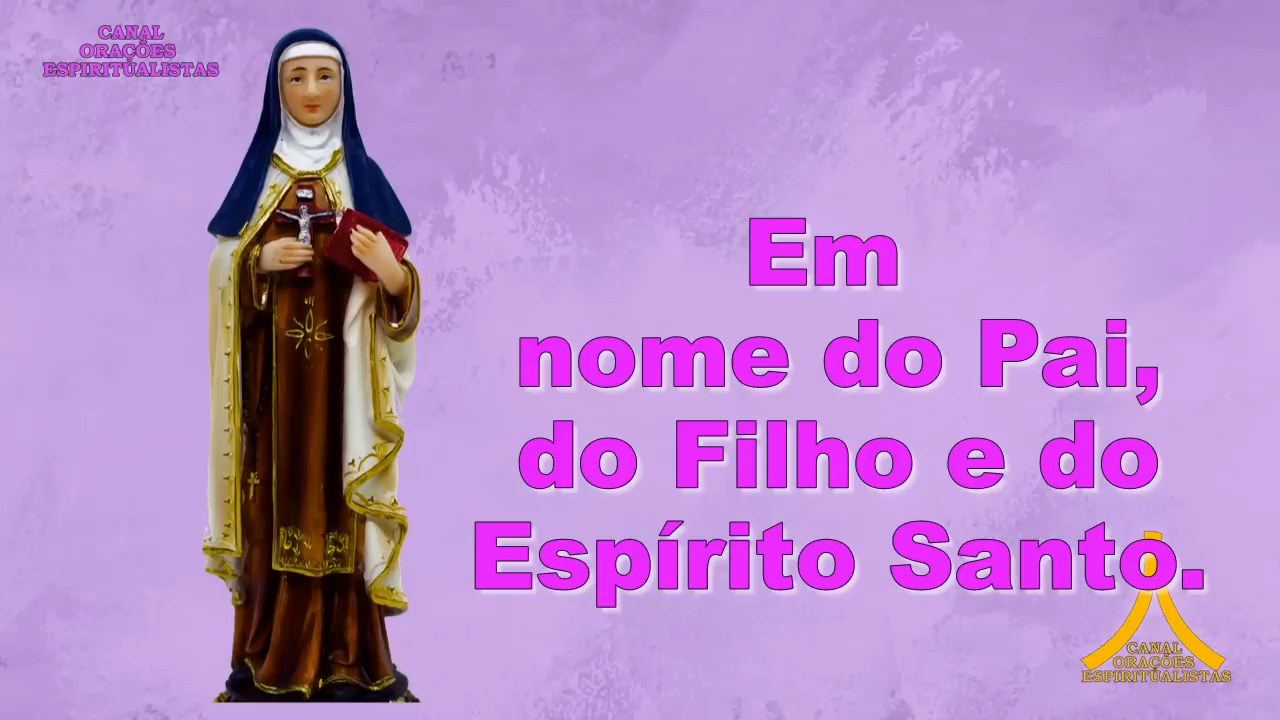 CANAL
ORAÇÕES
ESPIRITUALISTAS
Em
nome do Pai,
do Filho e do
Espírito Santo.
CANAL
ORAÇÕES
ESPIRITUALISTAS